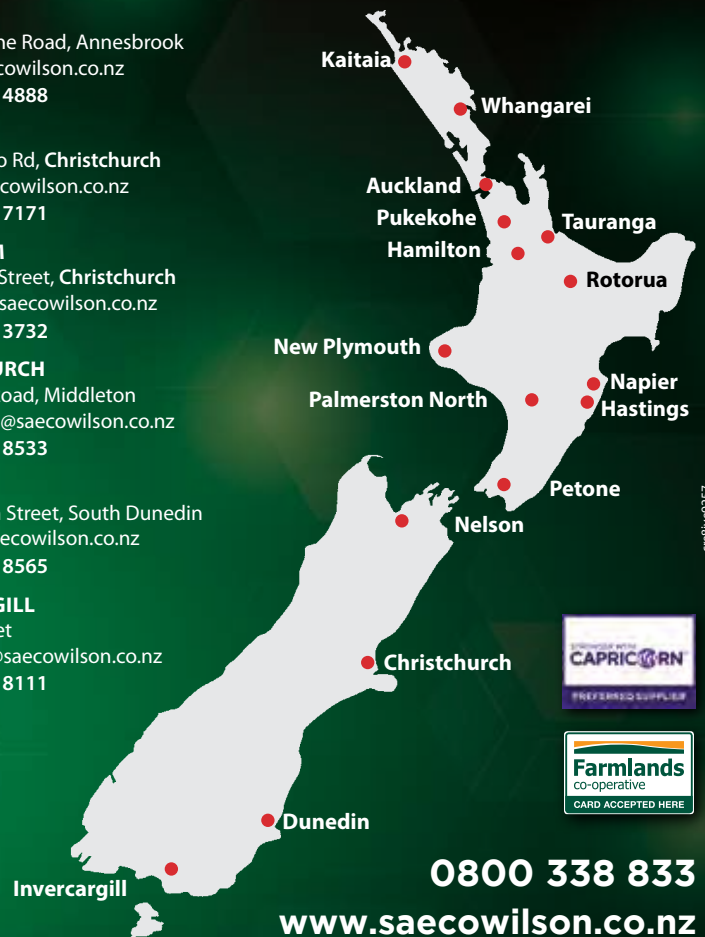 ne Road, Annesbrook
cowilson.co.nz
4888
o Rd, Christchurch
cowilson.co.nz
7171
M
Street, Christchurch
saecowilson.co.nz
3732
URCH
oad, Middleton
@saecowilson.co.nz
8533
Street, South Dunedin
aecowilson.co.nz
8565
GILL
et
@saecowilson.co.nz
8111
Kaitaia
Whangarei
Auckland
Pukekohe
Tauranga
Hamilton
Rotorua
New Plymouth
Napier
Palmerston North
Hastings
Petone
Nelson
Christchurch
Dunedin
Invercargill
STRONGER WITH
CAPRICORN
PREFERRED SUPPLIER
Farmlands
co-operative
CARD ACCEPTED HERE
0800 338 833
www.saecowilson.co.nz